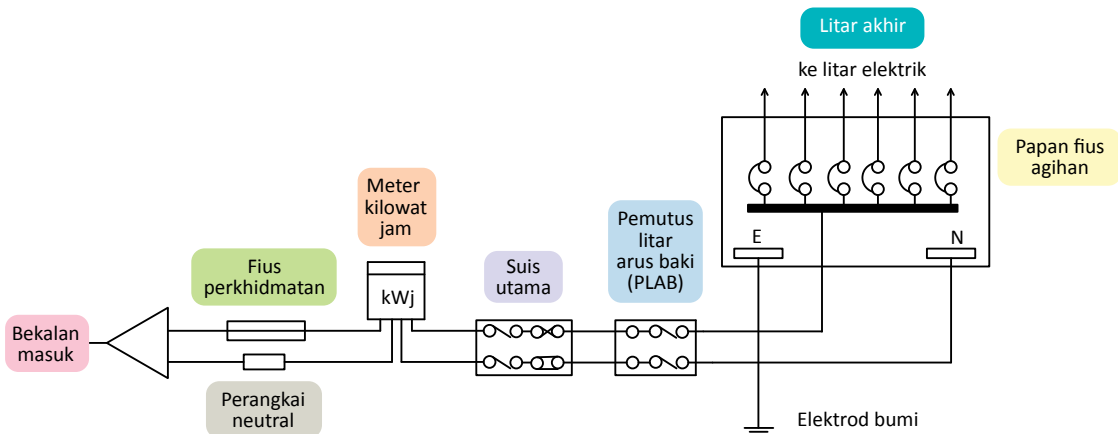 Litar akhir
ke litar elektrik
Papan fius
agihan
Meter
kilowat
jam
Pemutus
litar
arus baki
(PLAB)
E
N
Fius
perkhidmatan
Suis
utama
kWj
Bekalan
masuk
Perangkai
neutral
Elektrod bumi